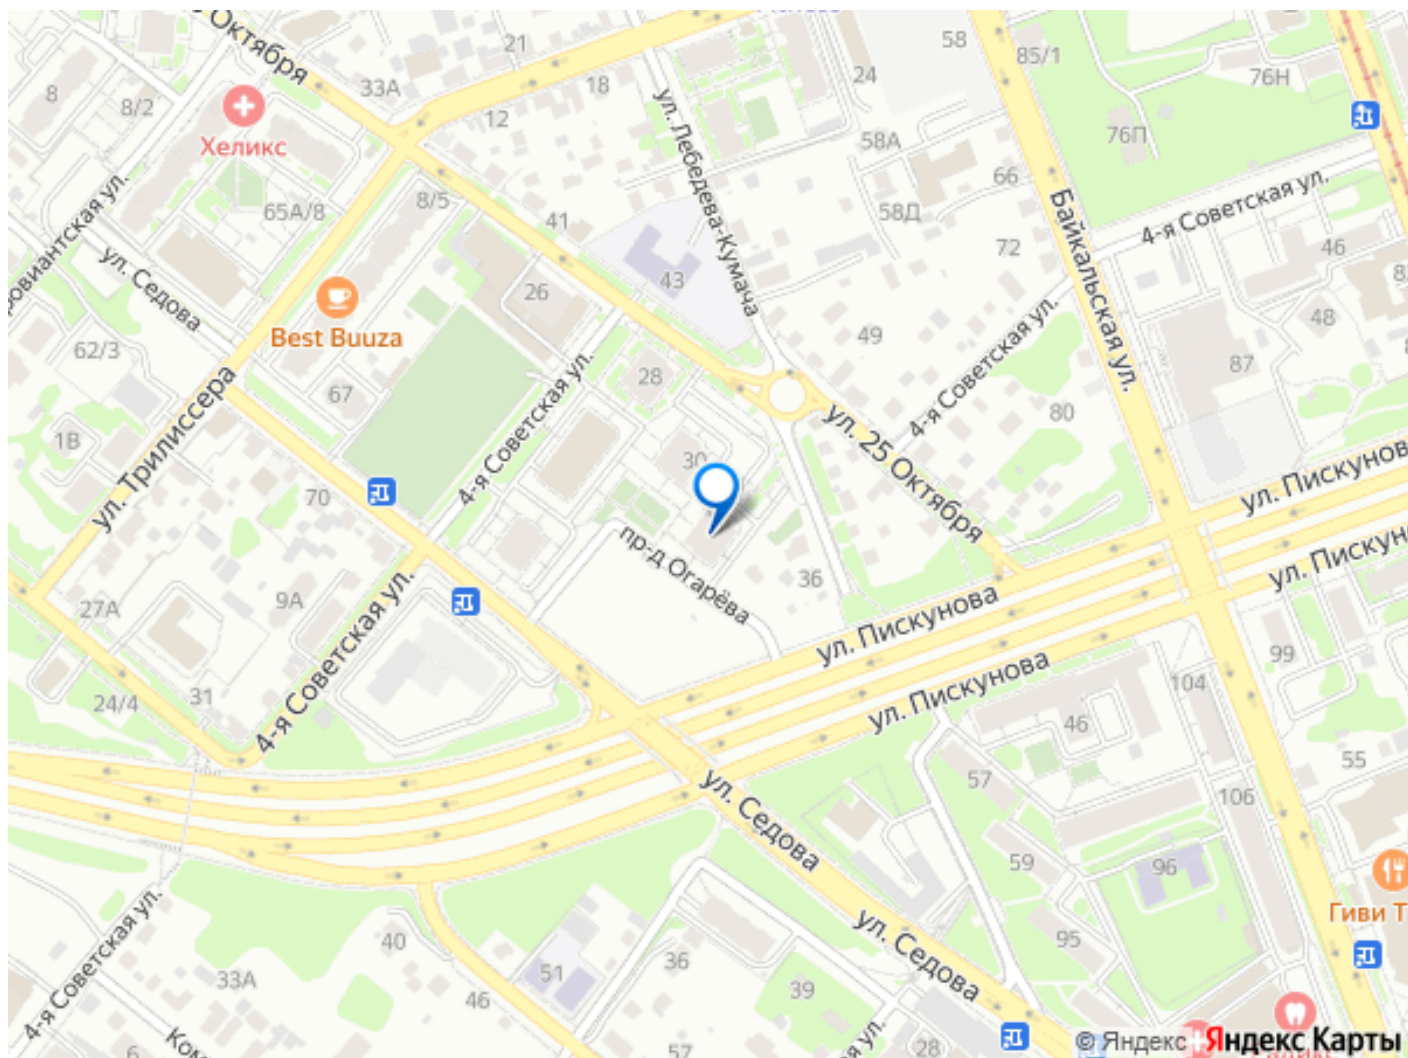 Октября
21
58
85/1
33А
18
24
76Н
8
8/2
12
ул. Лебедева-Кумача
58А
76П
Хеликс
66
65А/8
8/5
41
58Д
4-я Советская ул.
ул. Седова
43
72
Байкальская ул.
46
26
Best Buuza
62/3
49
48
87
67
28
4-я Советская ул.
4-я Советская ул.
80
ул. Трилиссера
1В
30
ул. 25 Октября
ул. Пискунов
70
пр-д Огарёва
36
ул. Пискун
27А
9А
4-я Советская ул.
ул. Пискунова
99
ул. Пискунова
104
24/4
31
46
57
55
106
ул. Седова
59
96
4-я Советская ул.
ул. Седова
Гиви Т
40
95
33А
51
36
39
46
6
57
28
я ул.
© Яндекс
Яндекс Карты